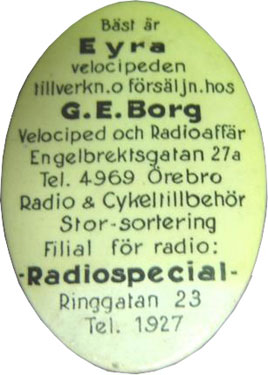 Bäst är
Eyra
velocipeden
tillverkn.o försäljn.hos
G.E.Borg
Velociped och Radioaffär
Engelbrektsgatan 27a
Tel. 4969 Örebro
Radio & Cykeltillbehör
Stor-sortering
Filial för radio:
-Radiospecial-
Ringgatan 23
Tel. 1927